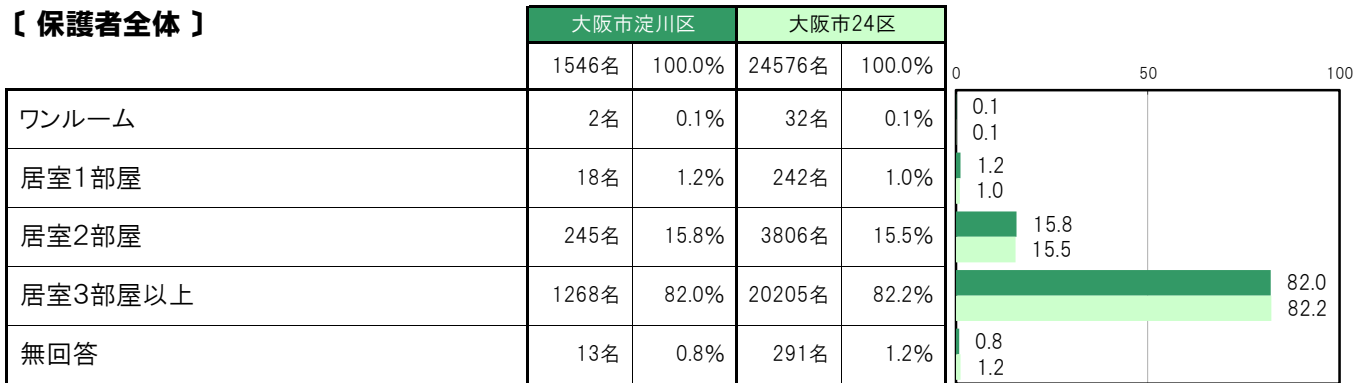 〔 保護者全体 〕
大阪市淀川区 大阪市24区
1546名 100.0% 24576名 100.0%
0 50 100
ワンルーム 2名 0.1% 32名 0.1%
0.1
0.1
居室1部屋 18名 1.2% 242名 1.0%
1.2
1.0
居室2部屋 245名 15.8% 3806名 15.5%
15.8
15.5
居室3部屋以上 1268名 82.0% 20205名 82.2%
82.0
82.2
無回答 13名 0.8% 291名 1.2%
0.8
1.2